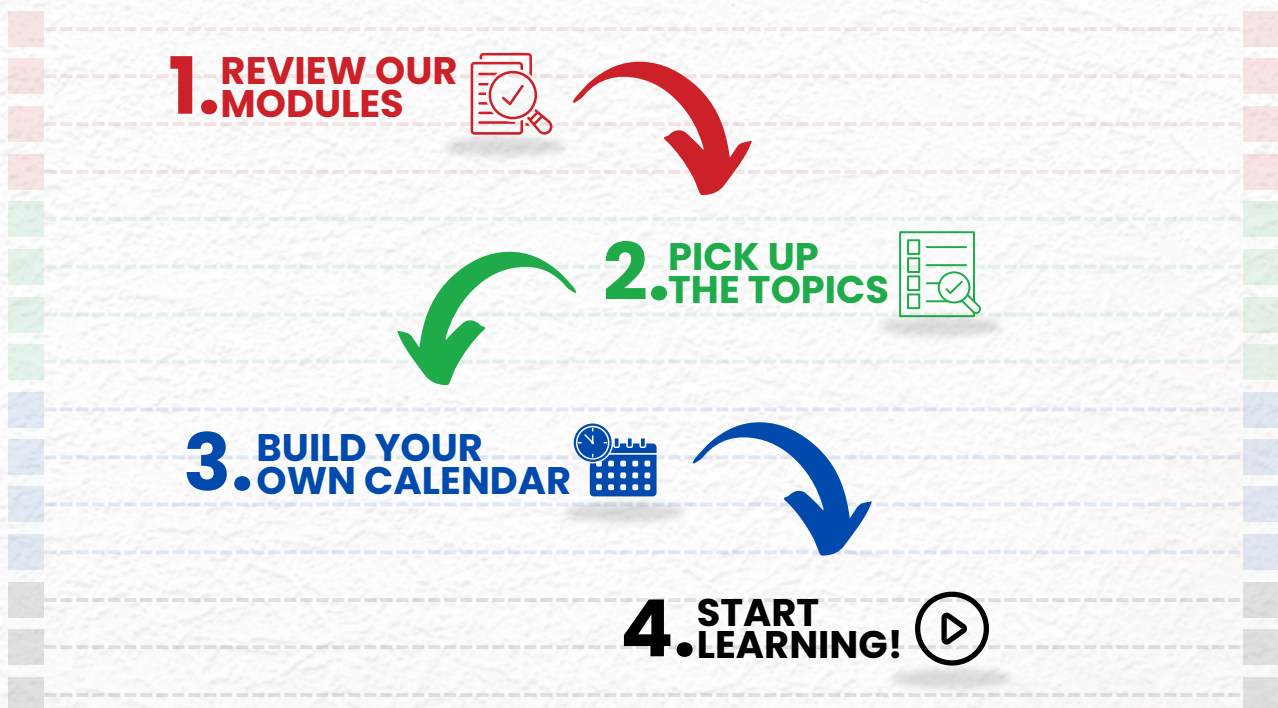 1. REVIEW OUR
MODULES
2. PICK UP
THE TOPICS
3. BUILD YOUR
OWN CALENDAR
4. START
LEARNING!